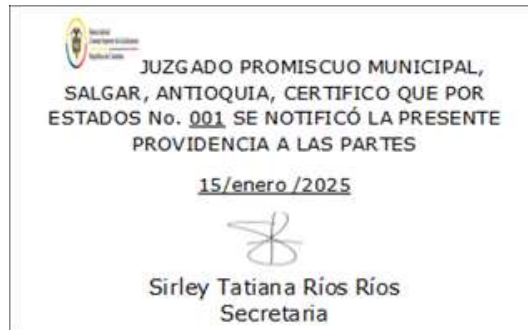 JUZGADO PROMISCUO MUNICIPAL,
SALGAR, ANTIOQUIA, CERTIFICO QUE POR
ESTADOS No. 001 SE NOTIFICÓ LA PRESENTE
PROVIDENCIA A LAS PARTES
15/enero /2025
Sirley Tatiana Ríos Ríos
Secretaria